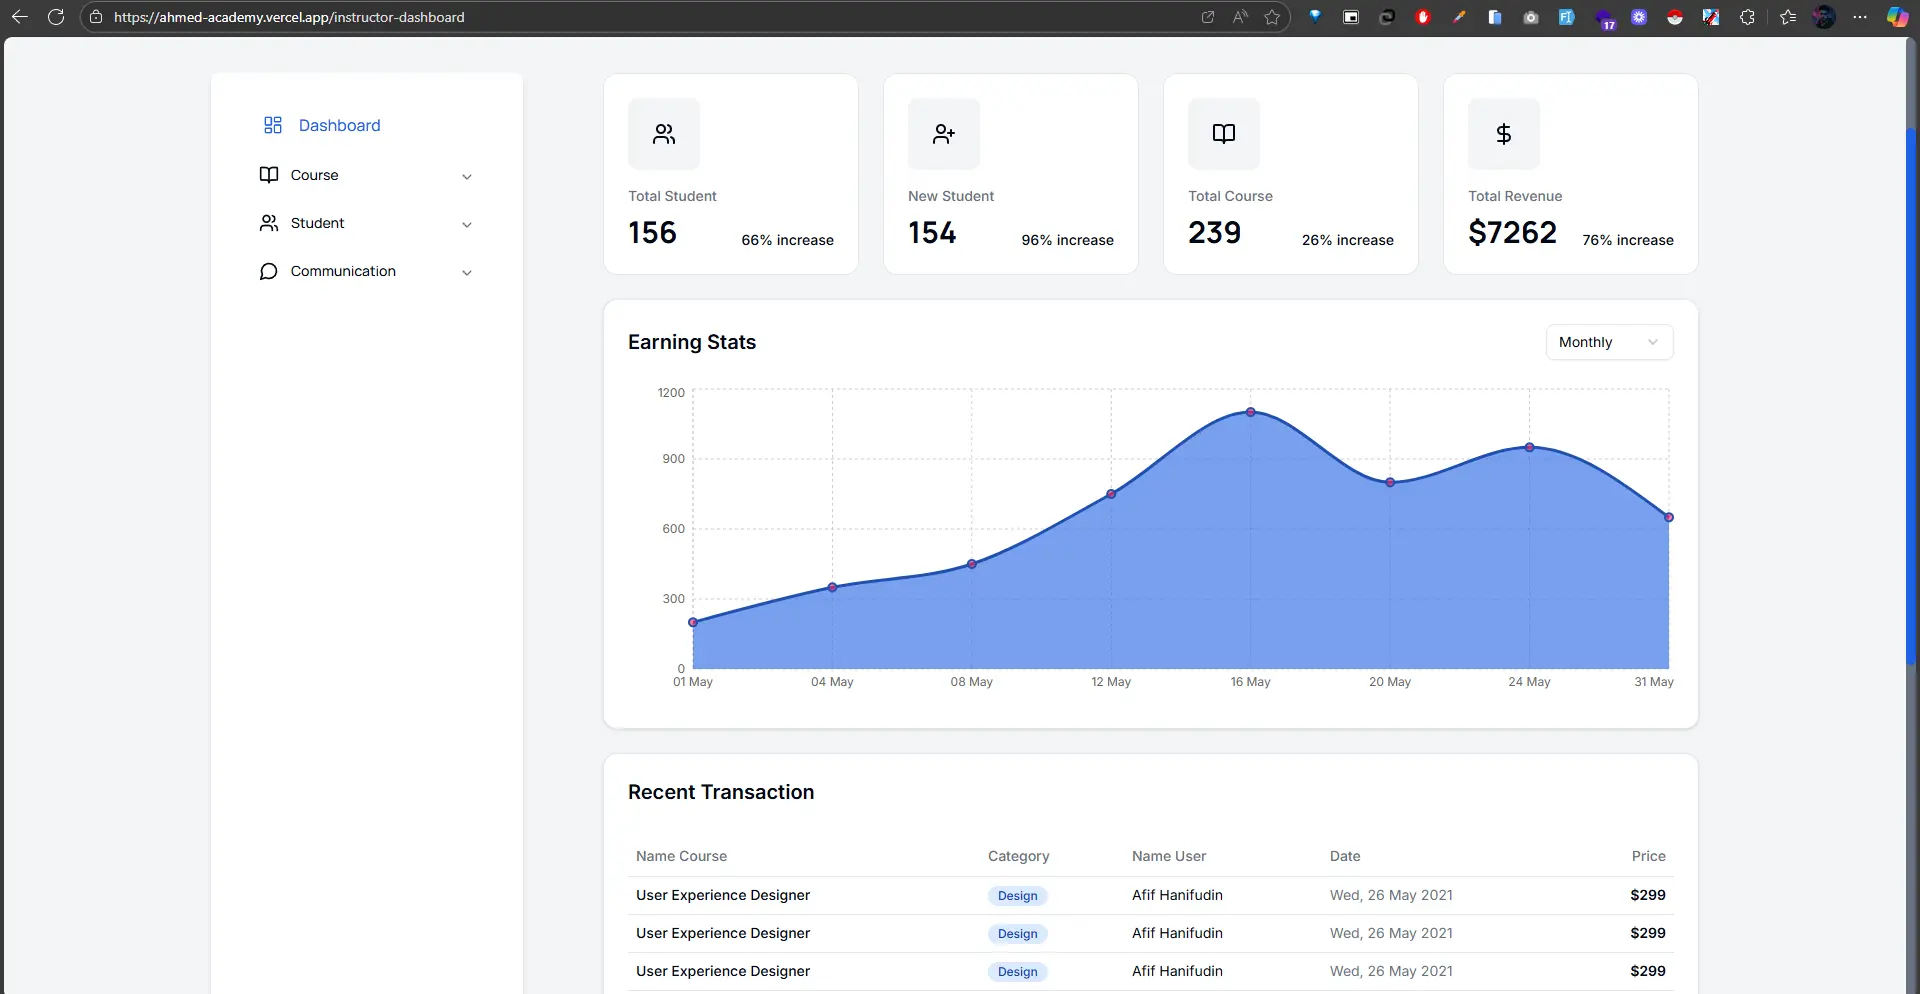 https://ahmed-academy.vercel.app/instructor-dashboard
17
Dashboard
Course
Student
Communication
Total Student
156
66% increase
New Student
154
96% increase
Total Course
239
26% increase
Total Revenue
$7262
76% increase
Earning Stats
Monthly
1200
900
600
300
0
01 May 04 May 08 May 12 May 16 May 20 May 24 May 31 May
Recent Transaction
Name Course Category Name User Date Price
User Experience Designer Design Afif Hanifudin Wed, 26 May 2021 $299
User Experience Designer Design Afif Hanifudin Wed, 26 May 2021 $299
User Experience Designer Design Afif Hanifudin Wed, 26 May 2021 $299